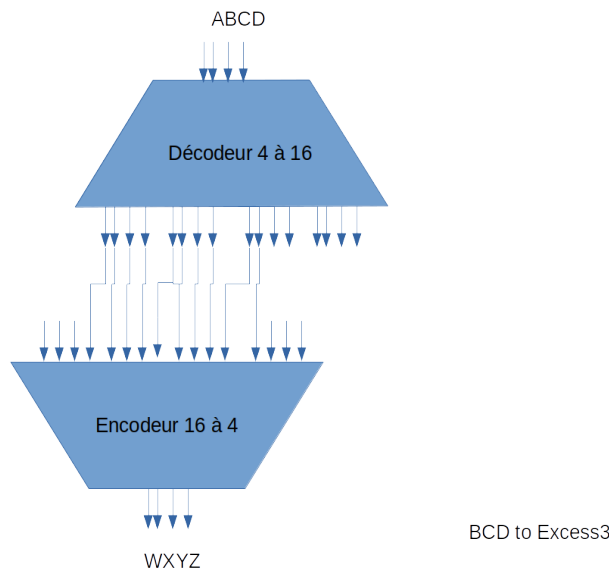 ABCD
Décodeur 4 à 16
Encodeur 16 à 4
BCD to Excess3
WXYZ